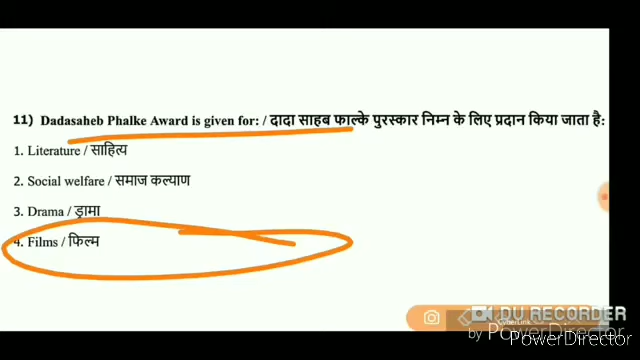 11) Dadasaheb Phalke Award is given for: / दादा साहब फाल्के पुरस्कार निम्न के लिए प्रदान किया जाता है:
1. Literature / साहित्य
2. Social welfare / समाज कल्याण
3. Drama / ड्रामा
4. Films / फिल्म
DU RECORDER
CyberLink
by PowerDirector
PowerDirector